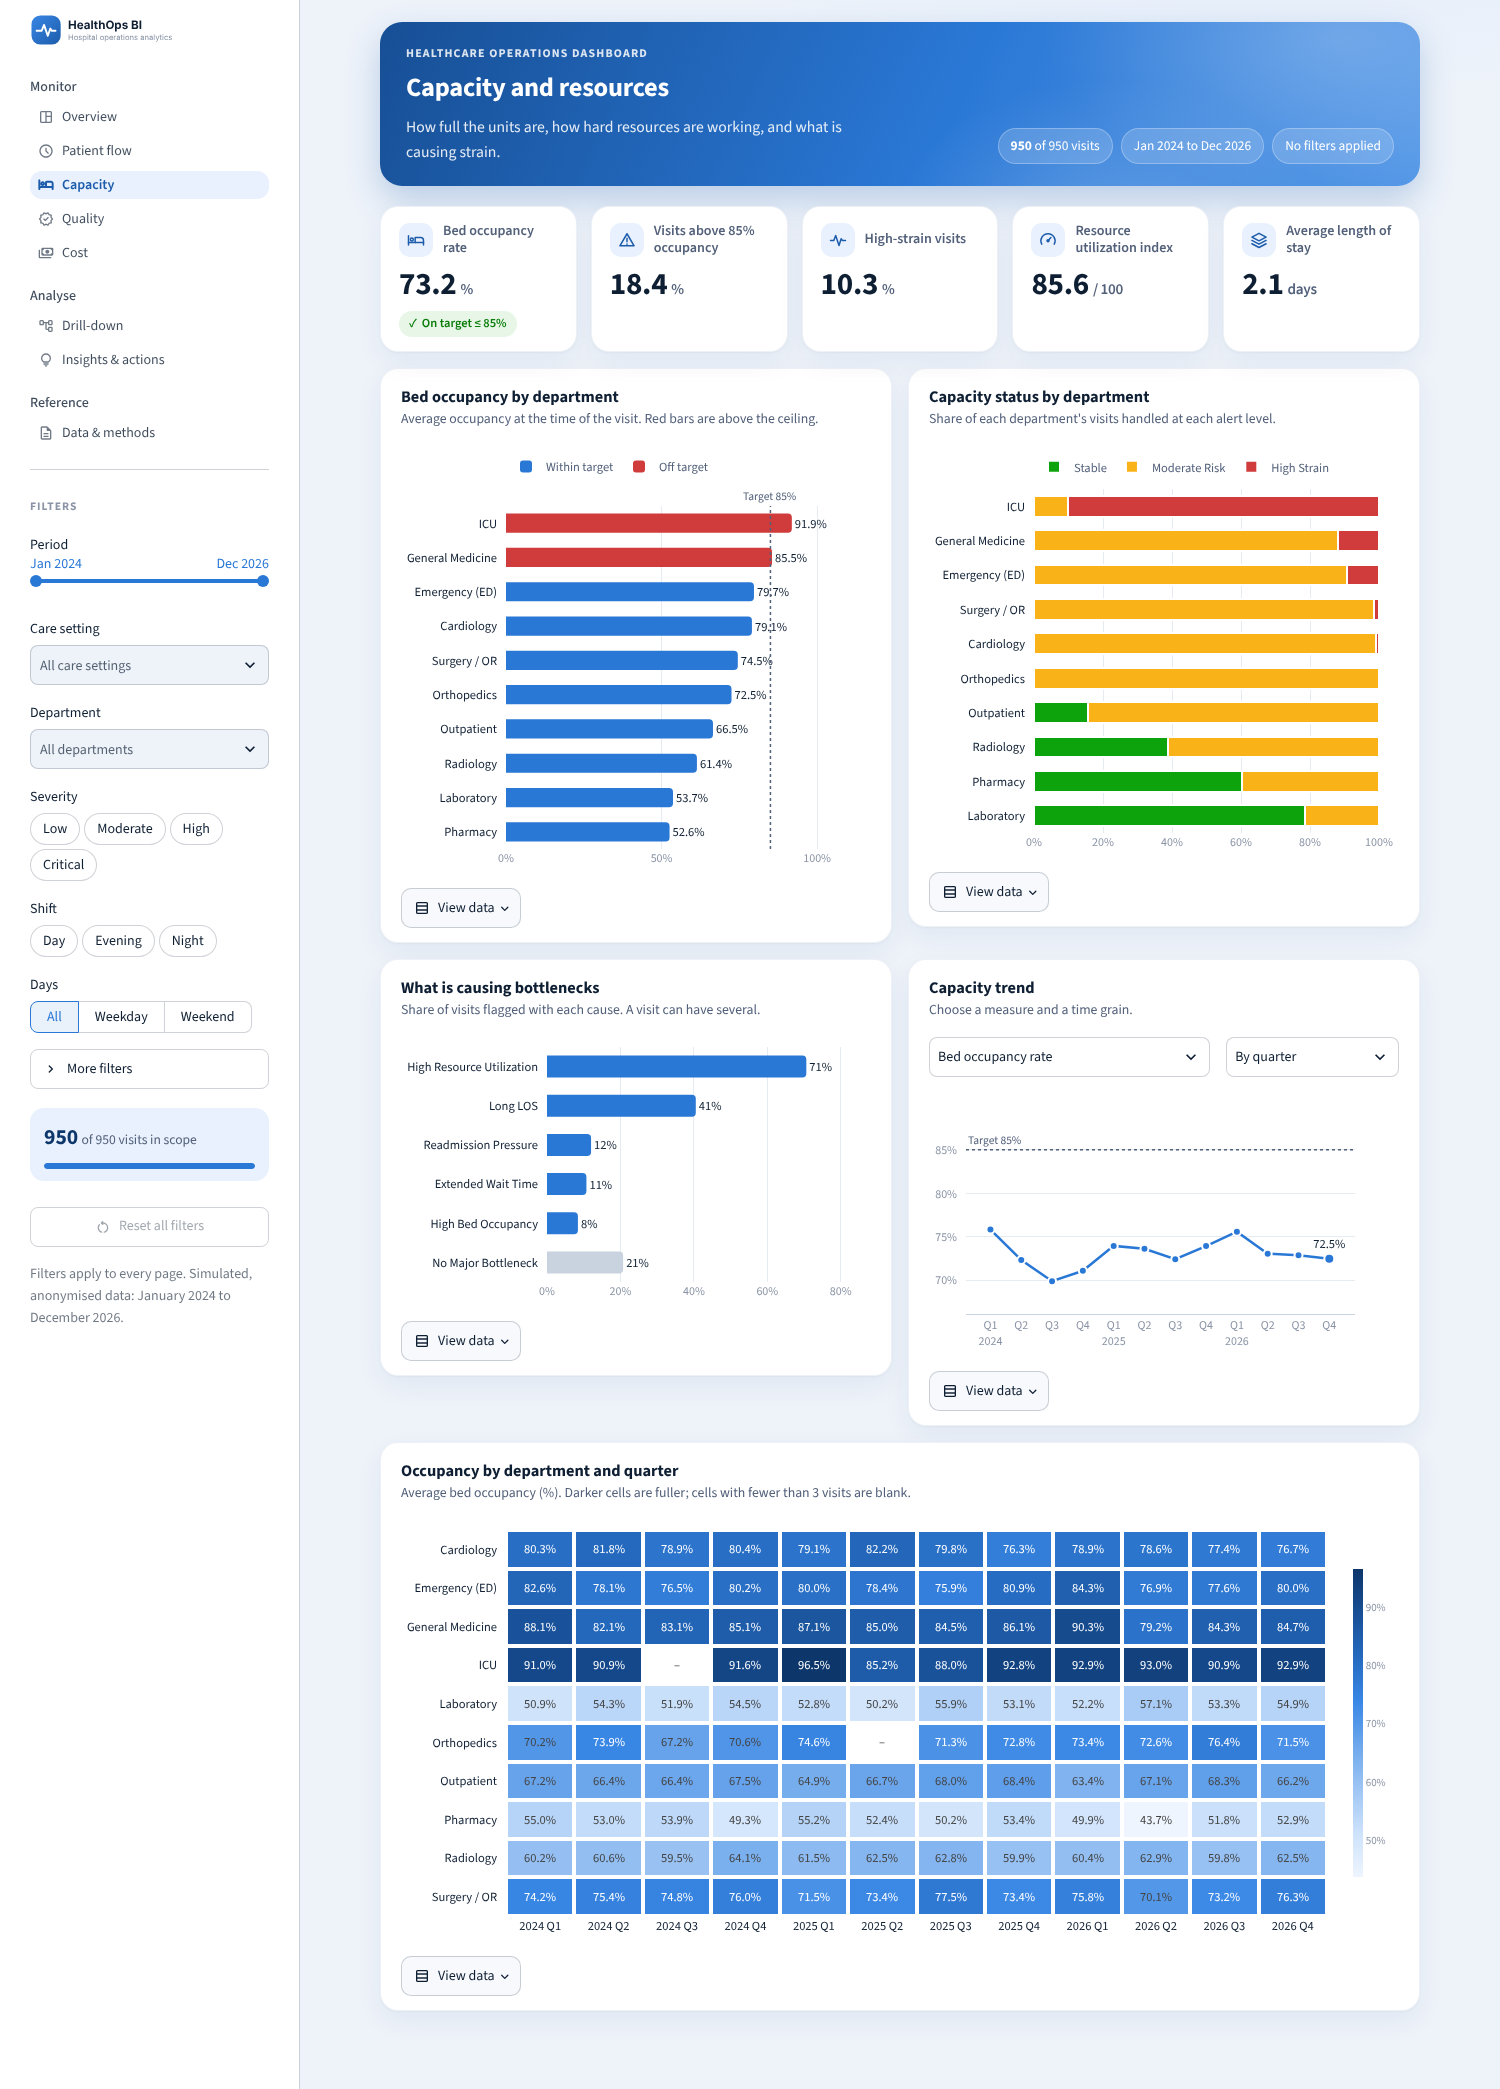 HealthOps BI
Hospital operations analytics
Monitor
Overview
Patient flow
Capacity
Quality
Cost
Analyse
Drill-down
Insights & actions
Reference
Data & methods
FILTERS
Period
Jan 2024 Dec 2026
Care setting
All care settings
Department
All departments
Severity
Low Moderate High
Critical
Shift
Day Evening Night
Days
All Weekday Weekend
More filters
950 of 950 visits in scope
Reset all filters
Filters apply to every page. Simulated,
anonymised data: January 2024 to
December 2026.
HEALTHCARE OPERATIONS DASHBOARD
Capacity and resources
How full the units are, how hard resources are working, and what is
causing strain.
950 of 950 visits Jan 2024 to Dec 2026 No filters applied
Bed occupancy
rate
73.2 %
✓ On target ≤ 85%
Visits above 85%
occupancy
18.4 %
High-strain visits
10.3 %
Resource
utilization index
85.6 / 100
Average length of
stay
2.1 days
Bed occupancy by department
Average occupancy at the time of the visit. Red bars are above the ceiling.
Within target Off target
Target 85%
ICU 91.9%
General Medicine 85.5%
Emergency (ED) 79.7%
Cardiology 79.1%
Surgery / OR 74.5%
Orthopedics 72.5%
Outpatient 66.5%
Radiology 61.4%
Laboratory 53.7%
Pharmacy 52.6%
0% 50% 100%
View data
Capacity status by department
Share of each department's visits handled at each alert level.
Stable Moderate Risk High Strain
ICU
General Medicine
Emergency (ED)
Surgery / OR
Cardiology
Orthopedics
Outpatient
Radiology
Pharmacy
Laboratory
0% 20% 40% 60% 80% 100%
View data
What is causing bottlenecks
Share of visits flagged with each cause. A visit can have several.
High Resource Utilization 71%
Long LOS 41%
Readmission Pressure 12%
Extended Wait Time 11%
High Bed Occupancy 8%
No Major Bottleneck 21%
0% 20% 40% 60% 80%
View data
Capacity trend
Choose a measure and a time grain.
Bed occupancy rate By quarter
Target 85%
85%
80%
75%
72.5%
70%
Q1 Q2 Q3 Q4 Q1 Q2 Q3 Q4 Q1 Q2 Q3 Q4
2024 2025 2026
View data
Occupancy by department and quarter
Average bed occupancy (%). Darker cells are fuller; cells with fewer than 3 visits are blank.
Cardiology 80.3% 81.8% 78.9% 80.4% 79.1% 82.2% 79.8% 76.3% 78.9% 78.6% 77.4% 76.7%
Emergency (ED) 82.6% 78.1% 76.5% 80.2% 80.0% 78.4% 75.9% 80.9% 84.3% 76.9% 77.6% 80.0%
General Medicine 88.1% 82.1% 83.1% 85.1% 87.1% 85.0% 84.5% 86.1% 90.3% 79.2% 84.3% 84.7%
ICU 91.0% 90.9% – 91.6% 96.5% 85.2% 88.0% 92.8% 92.9% 93.0% 90.9% 92.9%
Laboratory 50.9% 54.3% 51.9% 54.5% 52.8% 50.2% 55.9% 53.1% 52.2% 57.1% 53.3% 54.9%
Orthopedics 70.2% 73.9% 67.2% 70.6% 74.6% – 71.3% 72.8% 73.4% 72.6% 76.4% 71.5%
Outpatient 67.2% 66.4% 66.4% 67.5% 64.9% 66.7% 68.0% 68.4% 63.4% 67.1% 68.3% 66.2%
Pharmacy 55.0% 53.0% 53.9% 49.3% 55.2% 52.4% 50.2% 53.4% 49.9% 43.7% 51.8% 52.9%
Radiology 60.2% 60.6% 59.5% 64.1% 61.5% 62.5% 62.8% 59.9% 60.4% 62.9% 59.8% 62.5%
Surgery / OR 74.2% 75.4% 74.8% 76.0% 71.5% 73.4% 77.5% 73.4% 75.8% 70.1% 73.2% 76.3%
2024 Q1 2024 Q2 2024 Q3 2024 Q4 2025 Q1 2025 Q2 2025 Q3 2025 Q4 2026 Q1 2026 Q2 2026 Q3 2026 Q4
90%
80%
70%
60%
50%
View data